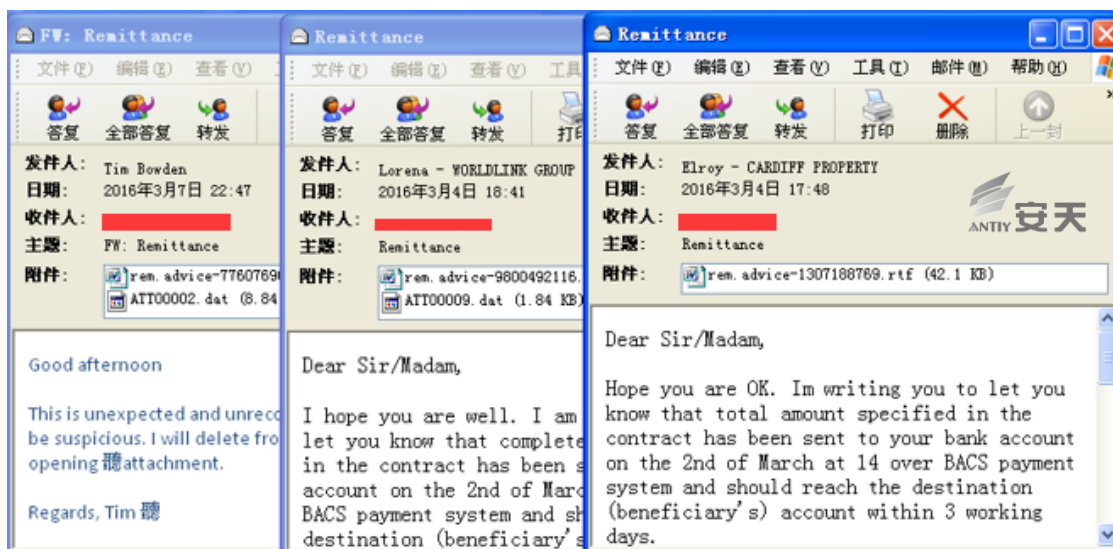 FW: Remittance
文件(F) 编辑(E) 查看(V)
答复 全部答复 转发
发件人: Tim Bowden
日期: 2016年3月7日 22:47
收件人:
主题: FW: Remittance
附件: rem.advice-7760769
ATT00002.dat (8.84
Good afternoon
This is unexpected and
be suspicious. I will delete
opening 聽attachment.
Regards, Tim 聽
Remittance
文件(F) 编辑(E) 查看(V) 工具
答复 全部答复 转发
发件人: Lorena - WORLDLINK GROUP
日期: 2016年3月4日 18:41
收件人:
主题: Remittance
附件: rem.advice-9800492116.
ATT00009.dat (1.84 KB)
Dear Sir/Madam,
I hope you are well. I am
let you know that complete
in the contract has been
account on the 2nd of
BACS payment system and
destination (beneficiary's
Remittance
文件(F) 编辑(E) 查看(V) 工具(T) 邮件(M) 帮助(H)
答复 全部答复 转发 打印 删除 上一封
发件人: Elroy - CARDIFF PROPERTY
日期: 2016年3月4日 17:48
收件人:
主题: Remittance
附件: rem.advice-1307188769.rtf (42.1 KB)
ANTIY 安天
Dear Sir/Madam,
Hope you are OK. Im writing you to let you
know that total amount specified in the
contract has been sent to your bank account
on the 2nd of March at 14 over BACS payment
system and should reach the destination
(beneficiary's) account within 3 working
days.